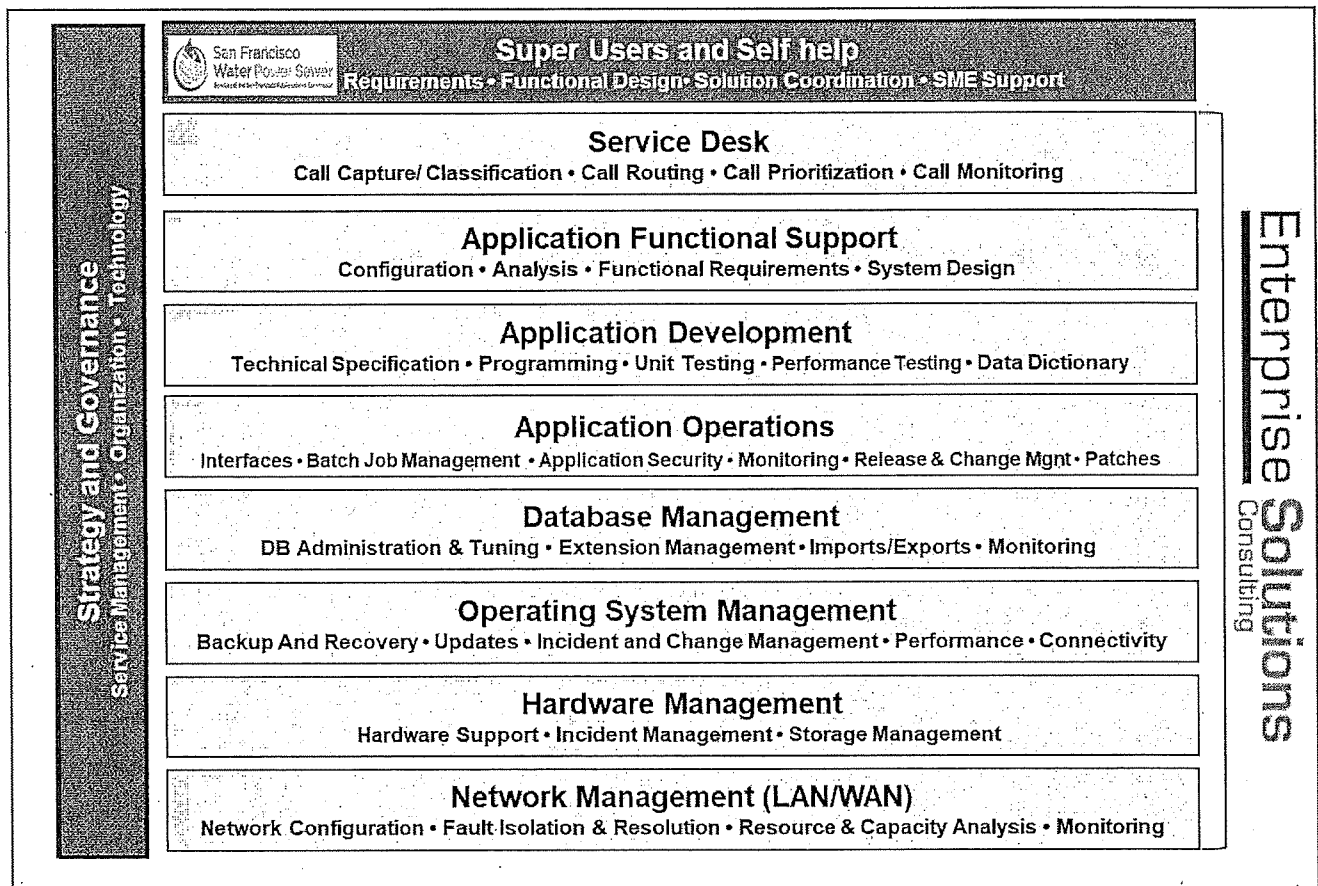 Strategy and Governance
Service Management • Organization • Technology
San Francisco
Water Power Sewer
Super Users and Self help
Requirements • Functional Design • Solution Coordination • SME Support
Service Desk
Call Capture/ Classification • Call Routing • Call Prioritization • Call Monitoring
Application Functional Support
Configuration • Analysis • Functional Requirements • System Design
Application Development
Technical Specification • Programming • Unit Testing • Performance Testing • Data Dictionary
Application Operations
Interfaces • Batch Job Management • Application Security • Monitoring • Release & Change Mgnt • Patches
Database Management
DB Administration & Tuning • Extension Management • Imports/Exports • Monitoring
Operating System Management
Backup And Recovery • Updates • Incident and Change Management • Performance • Connectivity
Hardware Management
Hardware Support • Incident Management • Storage Management
Network Management (LAN/WAN)
Network Configuration • Fault Isolation & Resolution • Resource & Capacity Analysis • Monitoring
Enterprise Solutions
Consulting